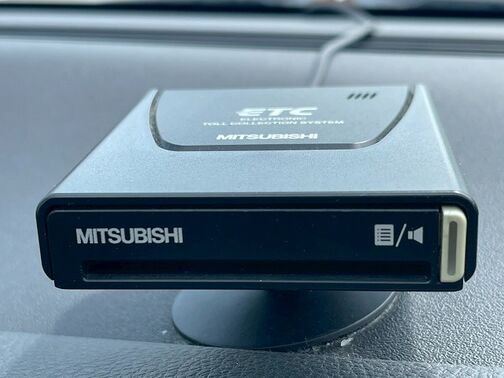 ETC
ELECTRONIC
TOLL COLLECTION SYSTEM
MITSUBISHI
MITSUBISHI